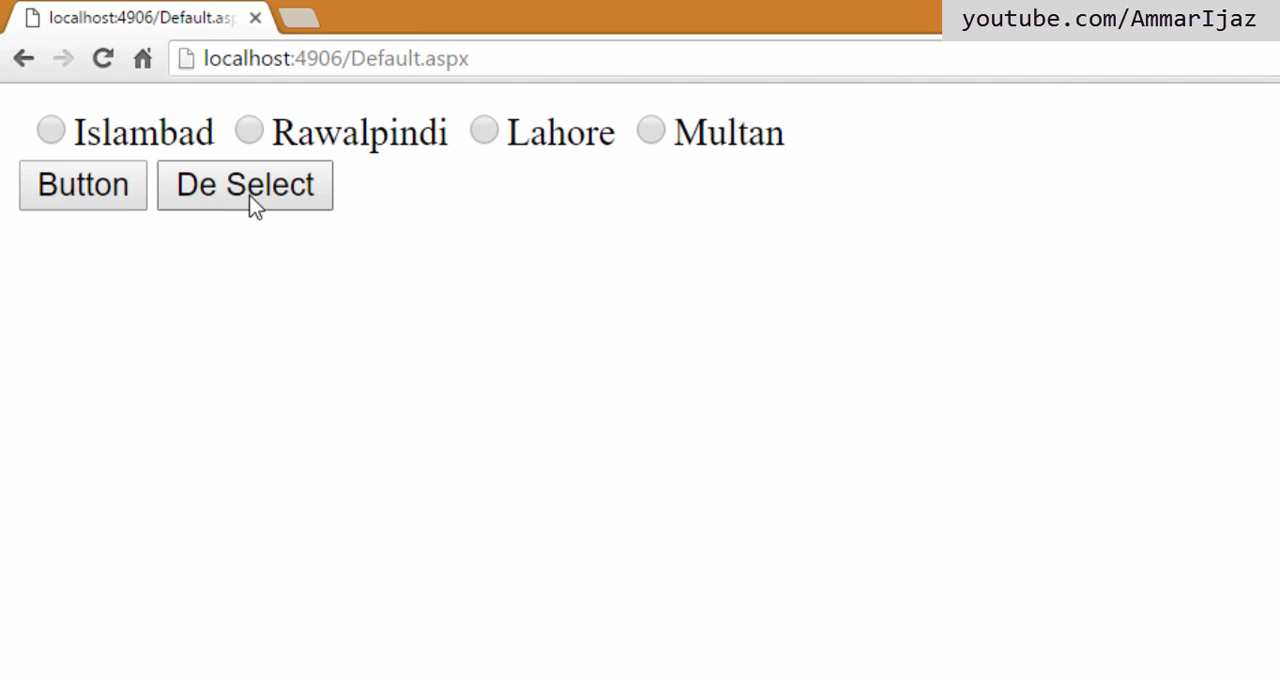 localhost:4906/Default.asp
youtube.com/AmmarIjaz
localhost:4906/Default.aspx
Islambad Rawalpindi Lahore Multan
Button De Select